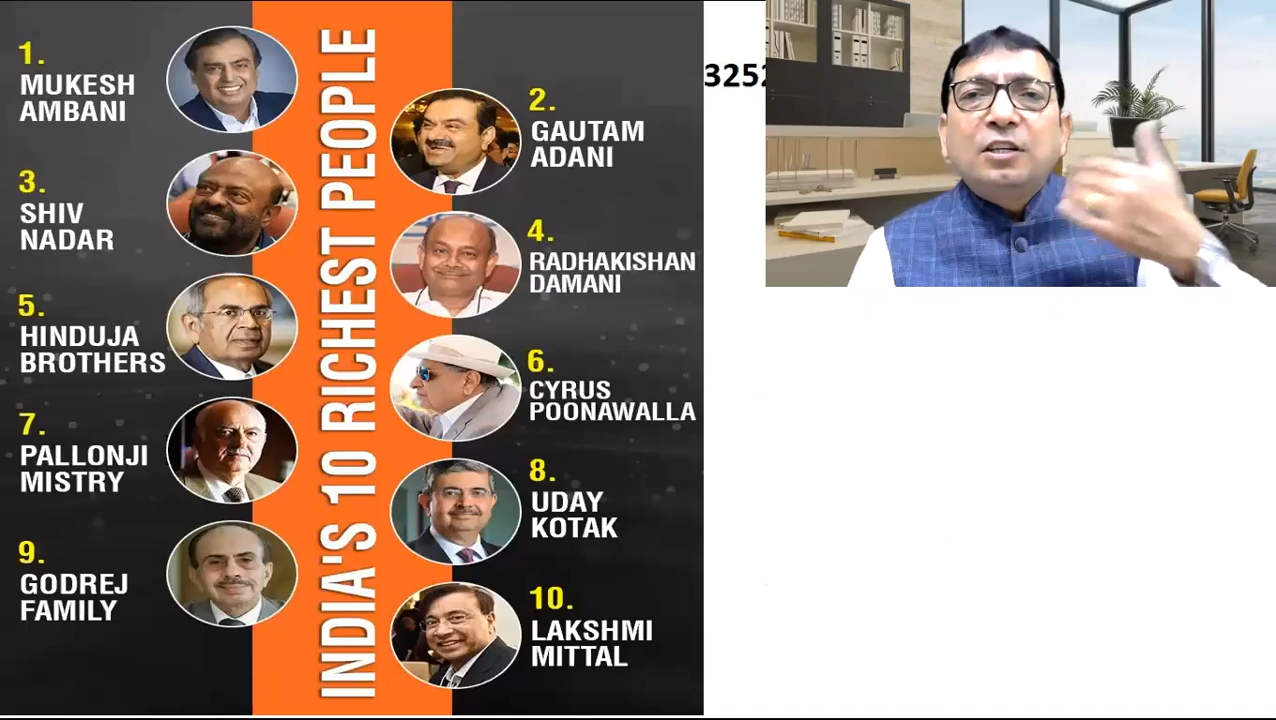 1.
MUKESH
AMBANI
2.
GAUTAM
ADANI
3.
SHIV
NADAR
4.
RADHAKISHAN
DAMANI
5.
HINDUJA
BROTHERS
6.
CYRUS
POONAWALLA
7.
PALLONJI
MISTRY
8.
UDAY
KOTAK
9.
GODREJ
FAMILY
10.
LAKSHMI
MITTAL
INDIA'S 10 RICHEST PEOPLE